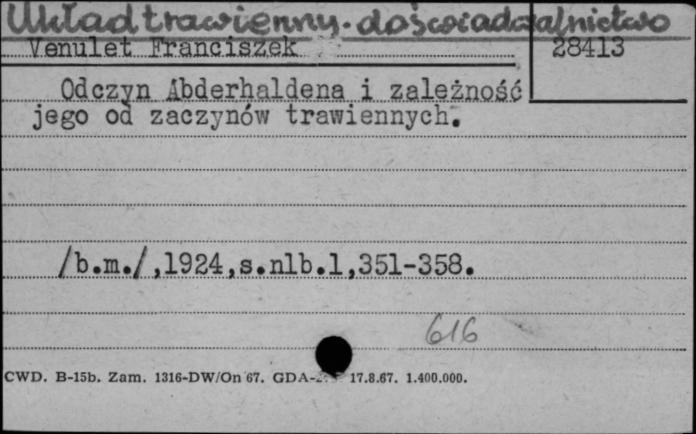 Układ trawienny - doświadczalnictwo
Venulet Franciszek
28413
Odczyn Abderhaldena i zależność
jego od zaczynów trawiennych.
/b.m./,1924,s.nlb.1,351-358.
616
CWD. B-15b. Zam. 1316-DW/On 67. GDA- 17.8.67. 1.400.000.